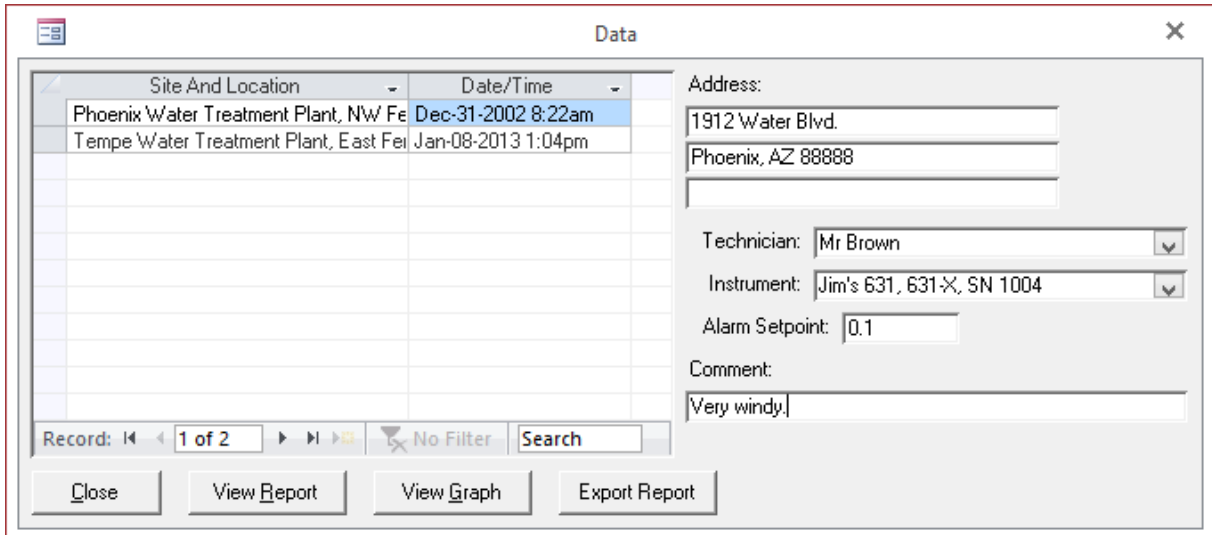 Data
Site And Location Date/Time
Phoenix Water Treatment Plant, NW Fe Dec-31-2002 8:22am
Tempe Water Treatment Plant, East Fei Jan-08-2013 1:04pm
Record: 1 of 2 No Filter Search
Address:
1912 Water Blvd.
Phoenix, AZ 88888
Technician: Mr Brown
Instrument: Jim's 631, 631-X, SN 1004
Alarm Setpoint: 0.1
Comment:
Very windy.
Close View Report View Graph Export Report